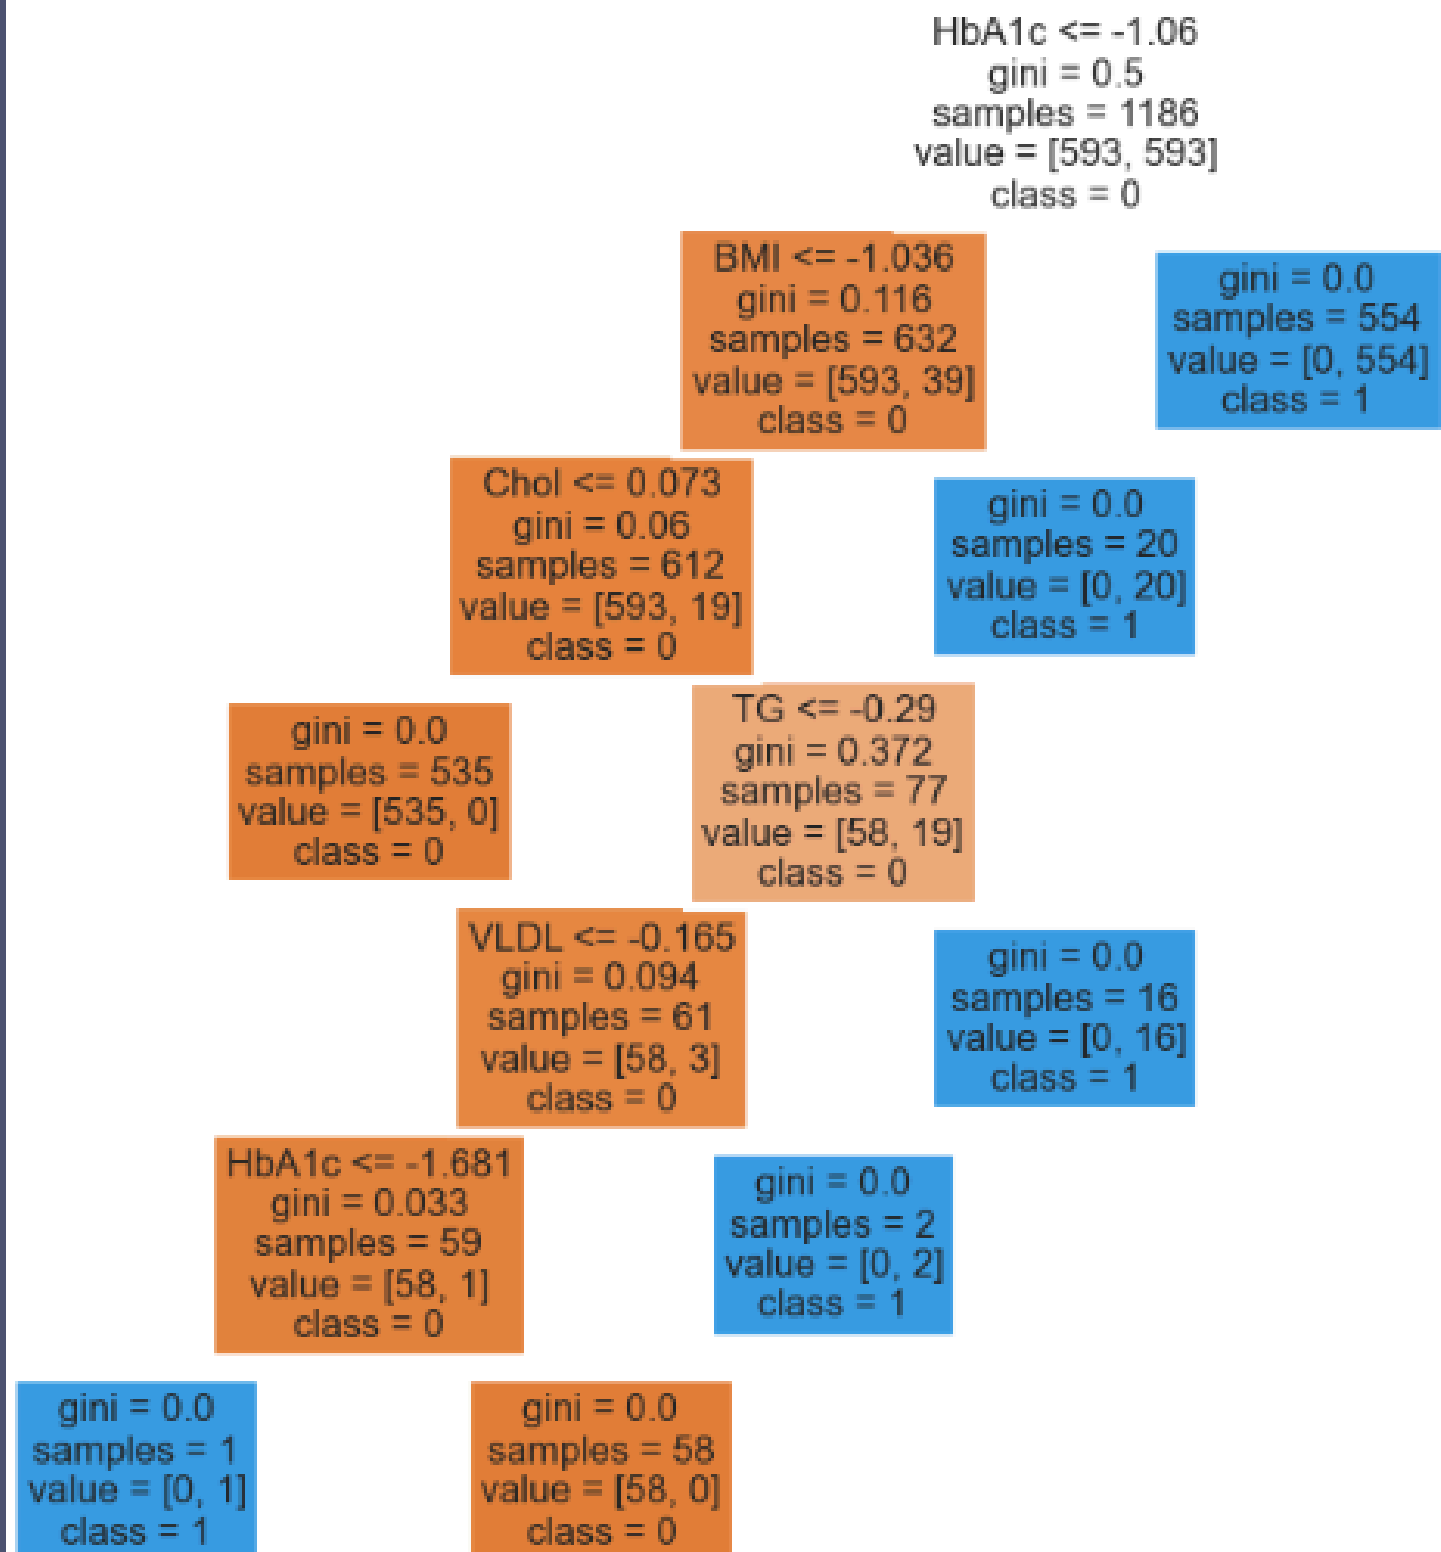 HbA1c <= -1.06
gini = 0.5
samples = 1186
value = [593, 593]
class = 0
BMI <= -1.036
gini = 0.116
samples = 632
value = [593, 39]
class = 0
gini = 0.0
samples = 554
value = [0, 554]
class = 1
Chol <= 0.073
gini = 0.06
samples = 612
value = [593, 19]
class = 0
gini = 0.0
samples = 20
value = [0, 20]
class = 1
gini = 0.0
samples = 535
value = [535, 0]
class = 0
TG <= -0.29
gini = 0.372
samples = 77
value = [58, 19]
class = 0
VLDL <= -0.165
gini = 0.094
samples = 61
value = [58, 3]
class = 0
gini = 0.0
samples = 16
value = [0, 16]
class = 1
HbA1c <= -1.681
gini = 0.033
samples = 59
value = [58, 1]
class = 0
gini = 0.0
samples = 2
value = [0, 2]
class = 1
gini = 0.0
samples = 1
value = [0, 1]
class = 1
gini = 0.0
samples = 58
value = [58, 0]
class = 0